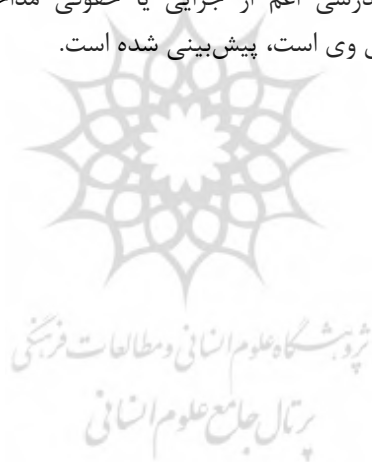 درسی اعم از جزایی یا حقوقی
وی است، پیش‌بینی شده است.
پژوهشگاه علوم انسانی و مطالعات فرهنگی
پرتال جامع علوم انسانی